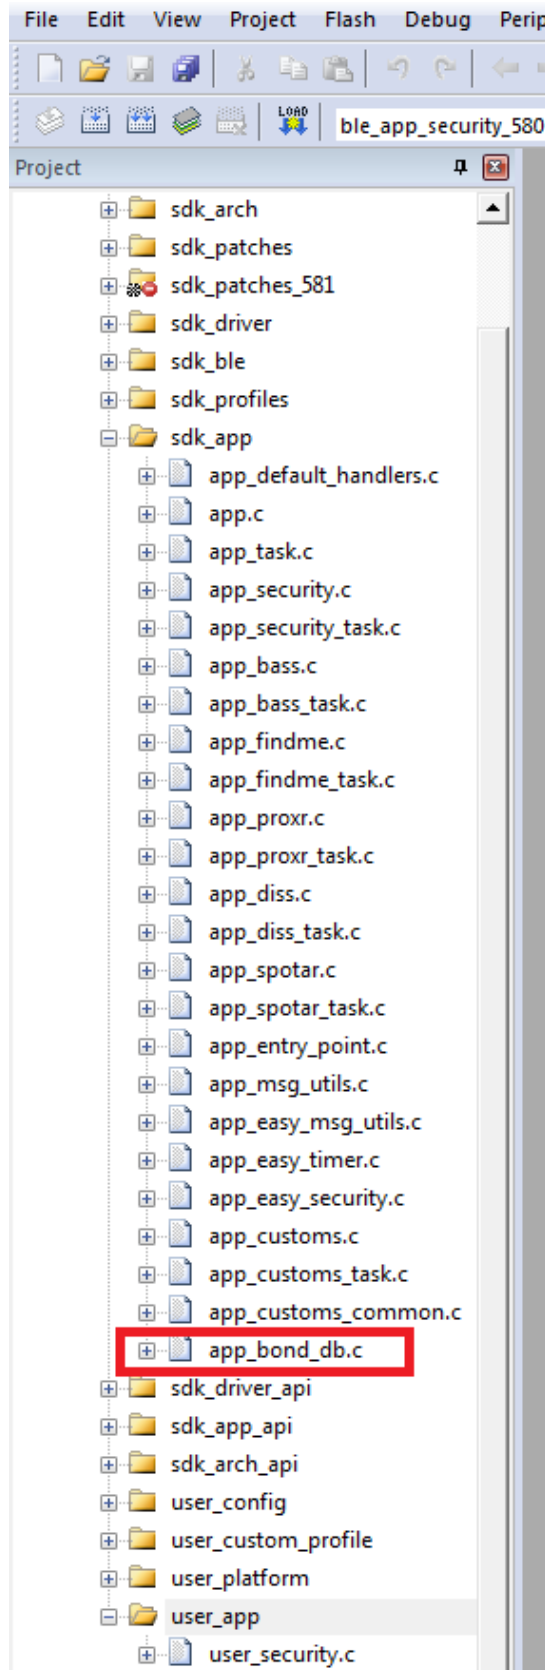 File Edit View Project Flash Debug Perip
LOAD
ble_app_security_580
Project
sdk_arch
sdk_patches
sdk_patches_581
sdk_driver
sdk_ble
sdk_profiles
sdk_app
app_default_handlers.c
app.c
app_task.c
app_security.c
app_security_task.c
app_bass.c
app_bass_task.c
app_findme.c
app_findme_task.c
app_proxr.c
app_proxr_task.c
app_diss.c
app_diss_task.c
app_spotar.c
app_spotar_task.c
app_entry_point.c
app_msg_utils.c
app_easy_msg_utils.c
app_easy_timer.c
app_easy_security.c
app_customs.c
app_customs_task.c
app_customs_common.c
app_bond_db.c
sdk_driver_api
sdk_app_api
sdk_arch_api
user_config
user_custom_profile
user_platform
user_app
user_security.c